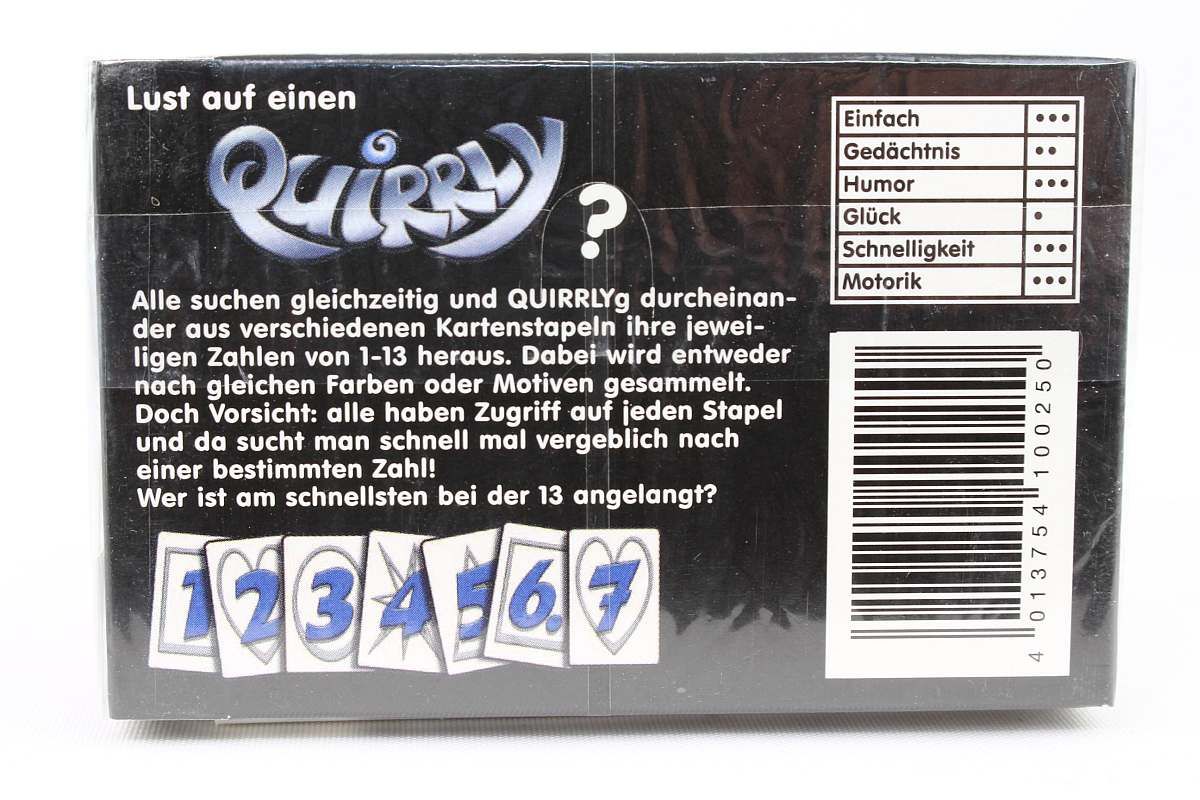 Lust auf einen
QUIRRLY
?
Alle suchen gleichzeitig und QUIRRLYg durcheinan-
der aus verschiedenen Kartenstapeln ihre jewei-
ligen Zahlen von 1-13 heraus. Dabei wird entweder
nach gleichen Farben oder Motiven gesammelt.
Doch Vorsicht: alle haben Zugriff auf jeden Stapel
und da sucht man schnell mal vergeblich nach
einer bestimmten Zahl!
Wer ist am schnellsten bei der 13 angelangt?
1 2 3 4 5 6. 7
Einfach •••
Gedächtnis ••
Humor •••
Glück •
Schnelligkeit •••
Motorik •••
4 013754 100250